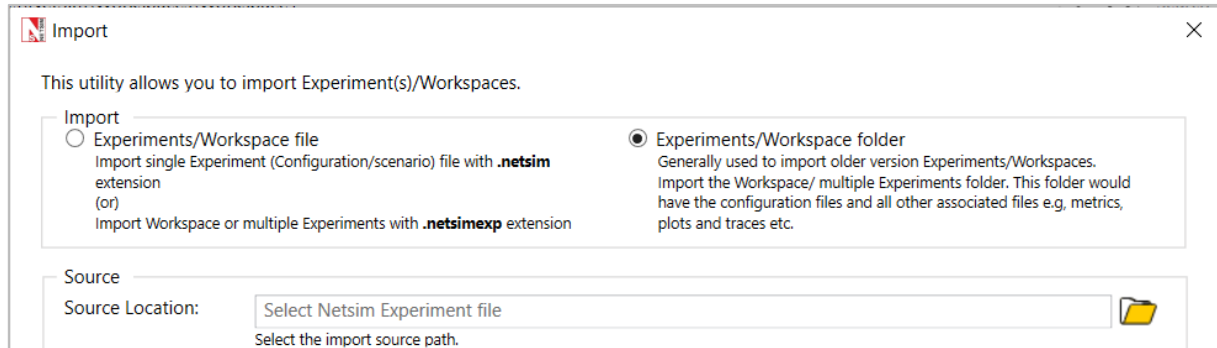 Import
This utility allows you to import Experiment(s)/Workspaces.
Import
Experiments/Workspace file
Import single Experiment (Configuration/scenario) file with .netsim
extension
(or)
Import Workspace or multiple Experiments with .netsimexp extension
Experiments/Workspace folder
Generally used to import older version Experiments/Workspaces.
Import the Workspace/ multiple Experiments folder. This folder would
have the configuration files and all other associated files e.g, metrics,
plots and traces etc.
Source
Source Location:
Select Netsim Experiment file
Select the import source path.